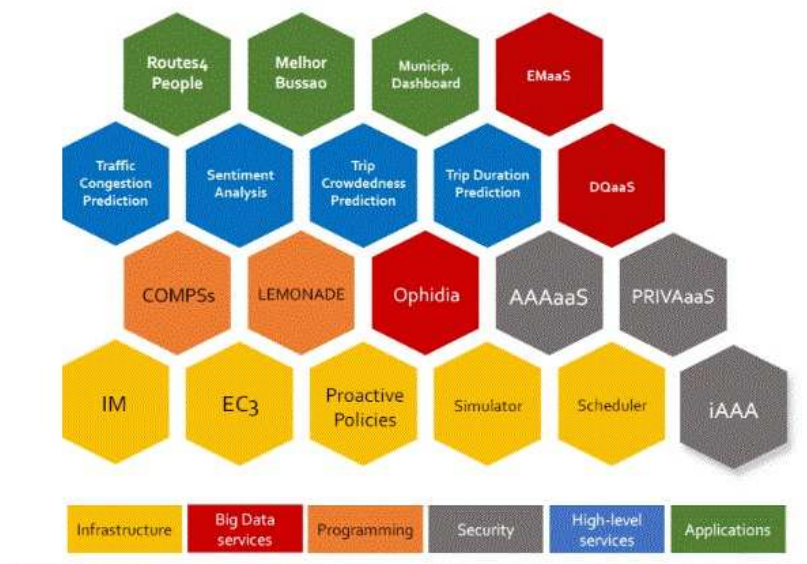 Routes4
People
Melhor
Bussao
Municip.
Dashboard
EMaaS
Traffic
Congestion
Prediction
Sentiment
Analysis
Trip
Crowdedness
Prediction
Trip Duration
Prediction
DQaaS
COMPSs
LEMONADE
Ophidia
AAAaaS
PRIVAaaS
IM
EC3
Proactive
Policies
Simulator
Scheduler
iAAA
Infrastructure
Big Data
services
Programming
Security
High-level
services
Applications